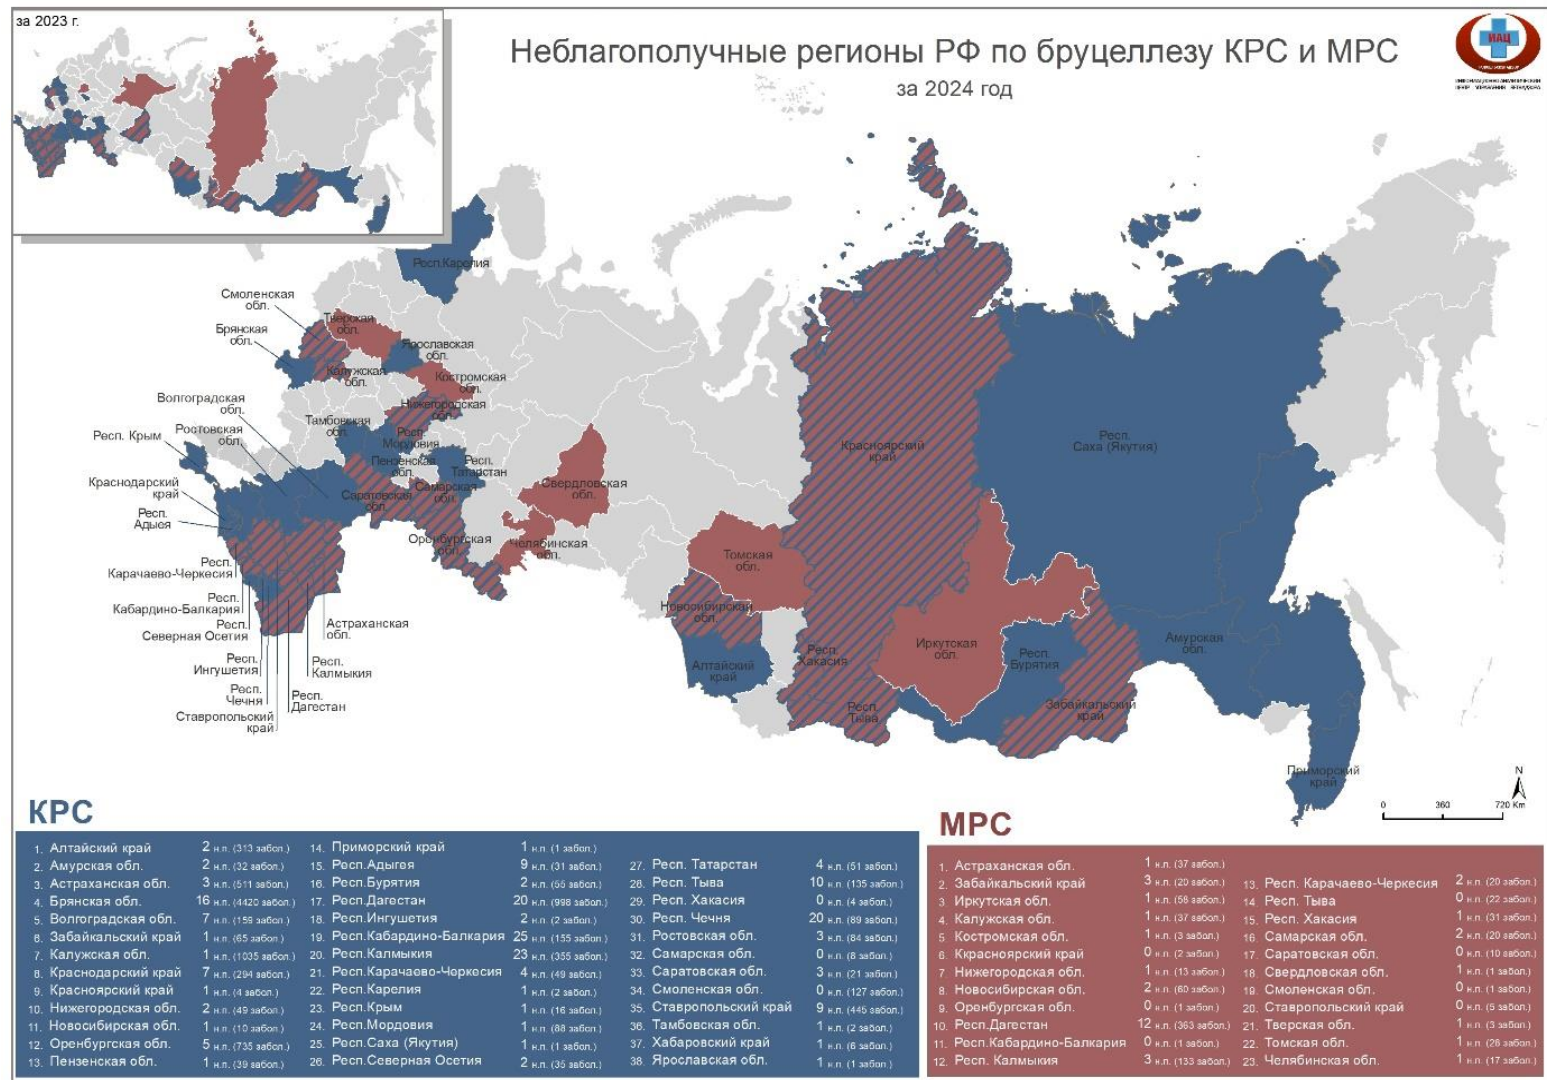 за 2023 г.
Неблагополучные регионы РФ по бруцеллезу КРС и МРС
за 2024 год
ИАЦ
Респ.Карелия
Смоленская
обл.
Тверская
обл.
Брянская
обл.
Ярославская
обл.
Калужская
обл.
Костромская
обл.
Волгоградская
обл.
Нижегородская
обл.
Тамбовская
обл.
Респ. Крым
Ростовская
обл.
Респ.
Мордовия
Пензенская
обл.
Респ.
Татарстан
Краснодарский
край
Саратовская
обл.
Самарская
обл.
Свердловская
обл.
Респ.
Адыгея
Оренбургская
обл.
Челябинская
обл.
Респ.
Карачаево-Черкесия
Респ.
Кабардино-Балкария
Респ.
Северная Осетия
Астраханская
обл.
Респ.
Ингушетия
Респ.
Калмыкия
Респ.
Чечня
Респ.
Дагестан
Ставропольский
край
Красноярский
край
Респ.
Саха (Якутия)
Томская
обл.
Новосибирская
обл.
Алтайский
край
Респ.
Хакасия
Иркутская
обл.
Респ.
Бурятия
Амурская
обл.
Респ.
Тыва
Забайкальский
край
Приморский
край
N
0 360 720 Km
КРС
1. Алтайский край 2 н.п. (313 забол.)
2. Амурская обл. 2 н.п. (32 забол.)
3. Астраханская обл. 3 н.п. (511 забол.)
4. Брянская обл. 16 н.п. (4420 забол.)
5. Волгоградская обл. 7 н.п. (159 забол.)
6. Забайкальский край 1 н.п. (65 забол.)
7. Калужская обл. 1 н.п. (1035 забол.)
8. Краснодарский край 7 н.п. (294 забол.)
9. Красноярский край 1 н.п. (4 забол.)
10. Нижегородская обл. 2 н.п. (49 забол.)
11. Новосибирская обл. 1 н.п. (10 забол.)
12. Оренбургская обл. 5 н.п. (735 забол.)
13. Пензенская обл. 1 н.п. (39 забол.)
14. Приморский край 1 н.п. (1 забол.)
15. Респ.Адыгея 9 н.п. (31 забол.)
16. Респ.Бурятия 2 н.п. (55 забол.)
17. Респ.Дагестан 20 н.п. (998 забол.)
18. Респ.Ингушетия 2 н.п. (2 забол.)
19. Респ.Кабардино-Балкария 25 н.п. (155 забол.)
20. Респ.Калмыкия 23 н.п. (355 забол.)
21. Респ.Карачаево-Черкесия 4 н.п. (49 забол.)
22. Респ.Карелия 1 н.п. (2 забол.)
23. Респ.Крым 1 н.п. (16 забол.)
24. Респ.Мордовия 1 н.п. (88 забол.)
25. Респ.Саха (Якутия) 1 н.п. (1 забол.)
26. Респ.Северная Осетия 2 н.п. (35 забол.)
27. Респ. Татарстан 4 н.п. (51 забол.)
28. Респ. Тыва 10 н.п. (135 забол.)
29. Респ. Хакасия 0 н.п. (4 забол.)
30. Респ. Чечня 20 н.п. (89 забол.)
31. Ростовская обл. 3 н.п. (84 забол.)
32. Самарская обл. 0 н.п. (8 забол.)
33. Саратовская обл. 3 н.п. (21 забол.)
34. Смоленская обл. 0 н.п. (127 забол.)
35. Ставропольский край 9 н.п. (445 забол.)
36. Тамбовская обл. 1 н.п. (2 забол.)
37. Хабаровский край 1 н.п. (6 забол.)
38. Ярославская обл. 1 н.п. (1 забол.)
МРС
1. Астраханская обл. 1 н.п. (37 забол.)
2. Забайкальский край 3 н.п. (20 забол.)
3. Иркутская обл. 1 н.п. (58 забол.)
4. Калужская обл. 1 н.п. (37 забол.)
5. Костромская обл. 1 н.п. (3 забол.)
6. Ккрасноярский край 0 н.п. (2 забол.)
7. Нижегородская обл. 1 н.п. (13 забол.)
8. Новосибирская обл. 2 н.п. (60 забол.)
9. Оренбургская обл. 0 н.п. (1 забол.)
10. Респ.Дагестан 12 н.п. (363 забол.)
11. Респ.Кабардино-Балкария 0 н.п. (1 забол.)
12. Респ. Калмыкия 3 н.п. (133 забол.)
13. Респ. Карачаево-Черкесия 2 н.п. (20 забол.)
14. Респ. Тыва 0 н.п. (22 забол.)
15. Респ. Хакасия 1 н.п. (31 забол.)
16. Самарская обл. 2 н.п. (20 забол.)
17. Саратовская обл. 0 н.п. (10 забол.)
18. Свердловская обл. 1 н.п. (1 забол.)
19. Смоленская обл. 0 н.п. (1 забол.)
20. Ставропольский край 0 н.п. (5 забол.)
21. Тверская обл. 1 н.п. (3 забол.)
22. Томская обл. 1 н.п. (26 забол.)
23. Челябинская обл. 1 н.п. (17 забол.)